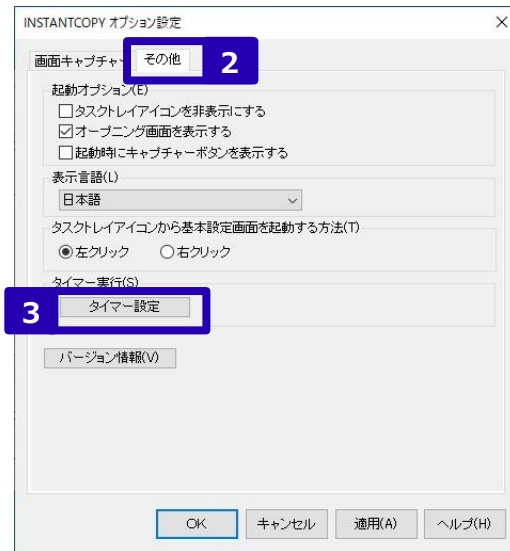 INSTANTCOPY オプション設定
画面キャプチャー その他 2
起動オプション(E)
タスクトレイアイコンを非表示にする
オープニング画面を表示する
起動時にキャプチャーボタンを表示する
表示言語(L)
日本語
タスクトレイアイコンから基本設定画面を起動する方法(T)
左クリック 右クリック
タイマー実行(S)
3 タイマー設定
バージョン情報(V)
OK キャンセル 適用(A) ヘルプ(H)